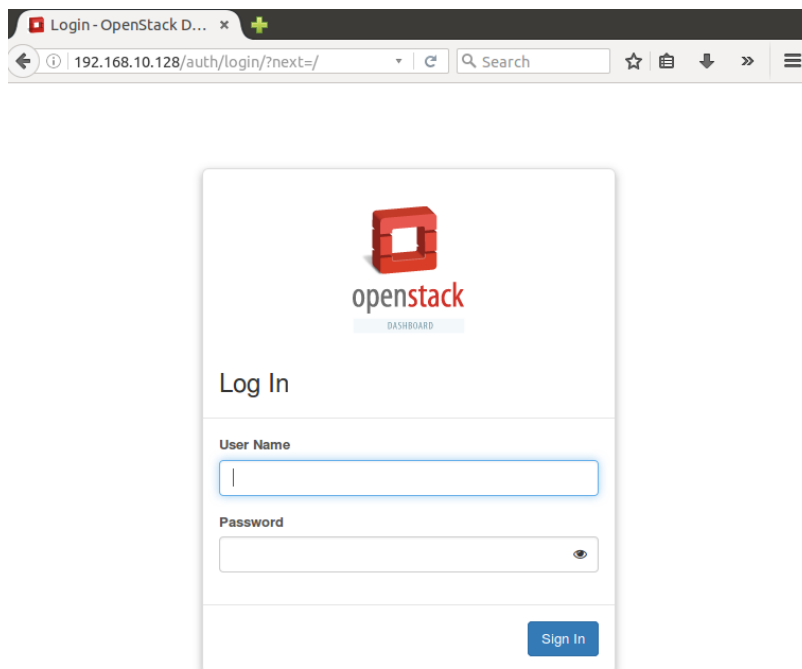 Login - OpenStack D...
192.168.10.128/auth/login/?next=/
Search
openstack
DASHBOARD
Log In
User Name
Password
Sign In